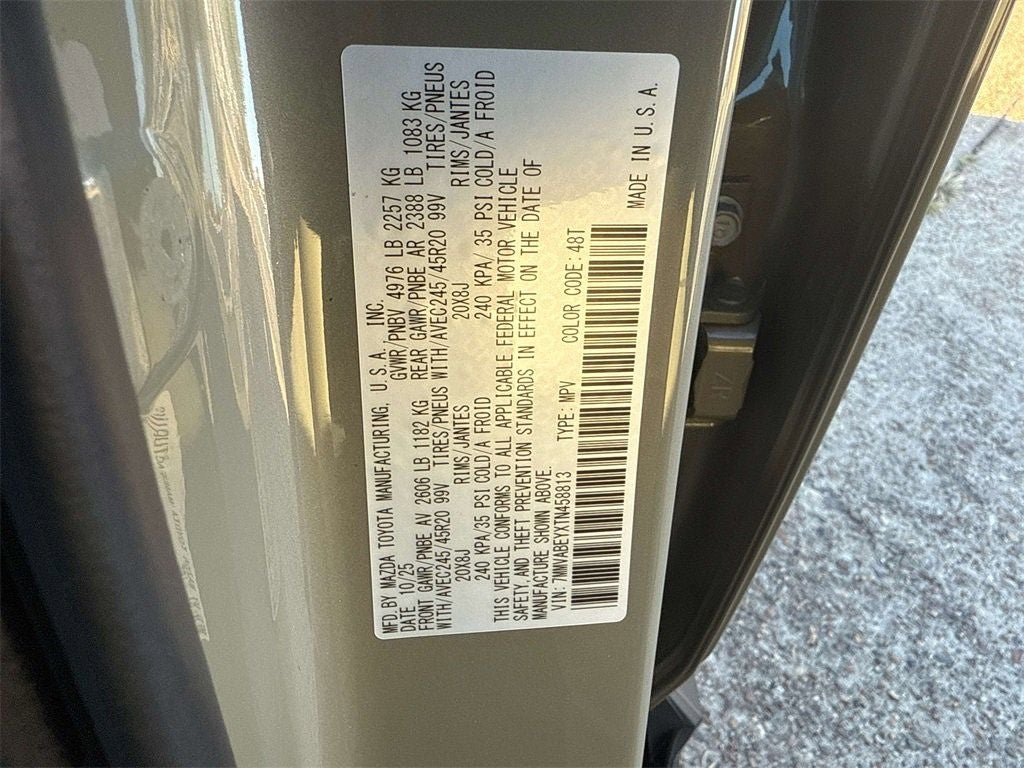 MFD. BY MAZDA TOYOTA MANUFACTURING, U.S.A., INC.
DATE 10/25 GVWR/PNBV 4976 LB 2257 KG
FRONT GAWR/PNBE AV 2606 LB 1182 KG REAR GAWR/PNBE AR 2388 LB 1083 KG
WITH/AVEC245/45R20 99V TIRES/PNEUS WITH/AVEC245/45R20 99V TIRES/PNEUS
20X8J RIMS/JANTES 20X8J RIMS/JANTES
240 KPA/35 PSI COLD/A FROID 240 KPA/ 35 PSI COLD/A FROID
THIS VEHICLE CONFORMS TO ALL APPLICABLE FEDERAL MOTOR VEHICLE
SAFETY, AND THEFT PREVENTION STANDARDS IN EFFECT ON THE DATE OF
MANUFACTURE SHOWN ABOVE.
VIN: 7MMVABEYXTN458813 TYPE: MPV COLOR CODE: 48T
MADE IN U.S.A.